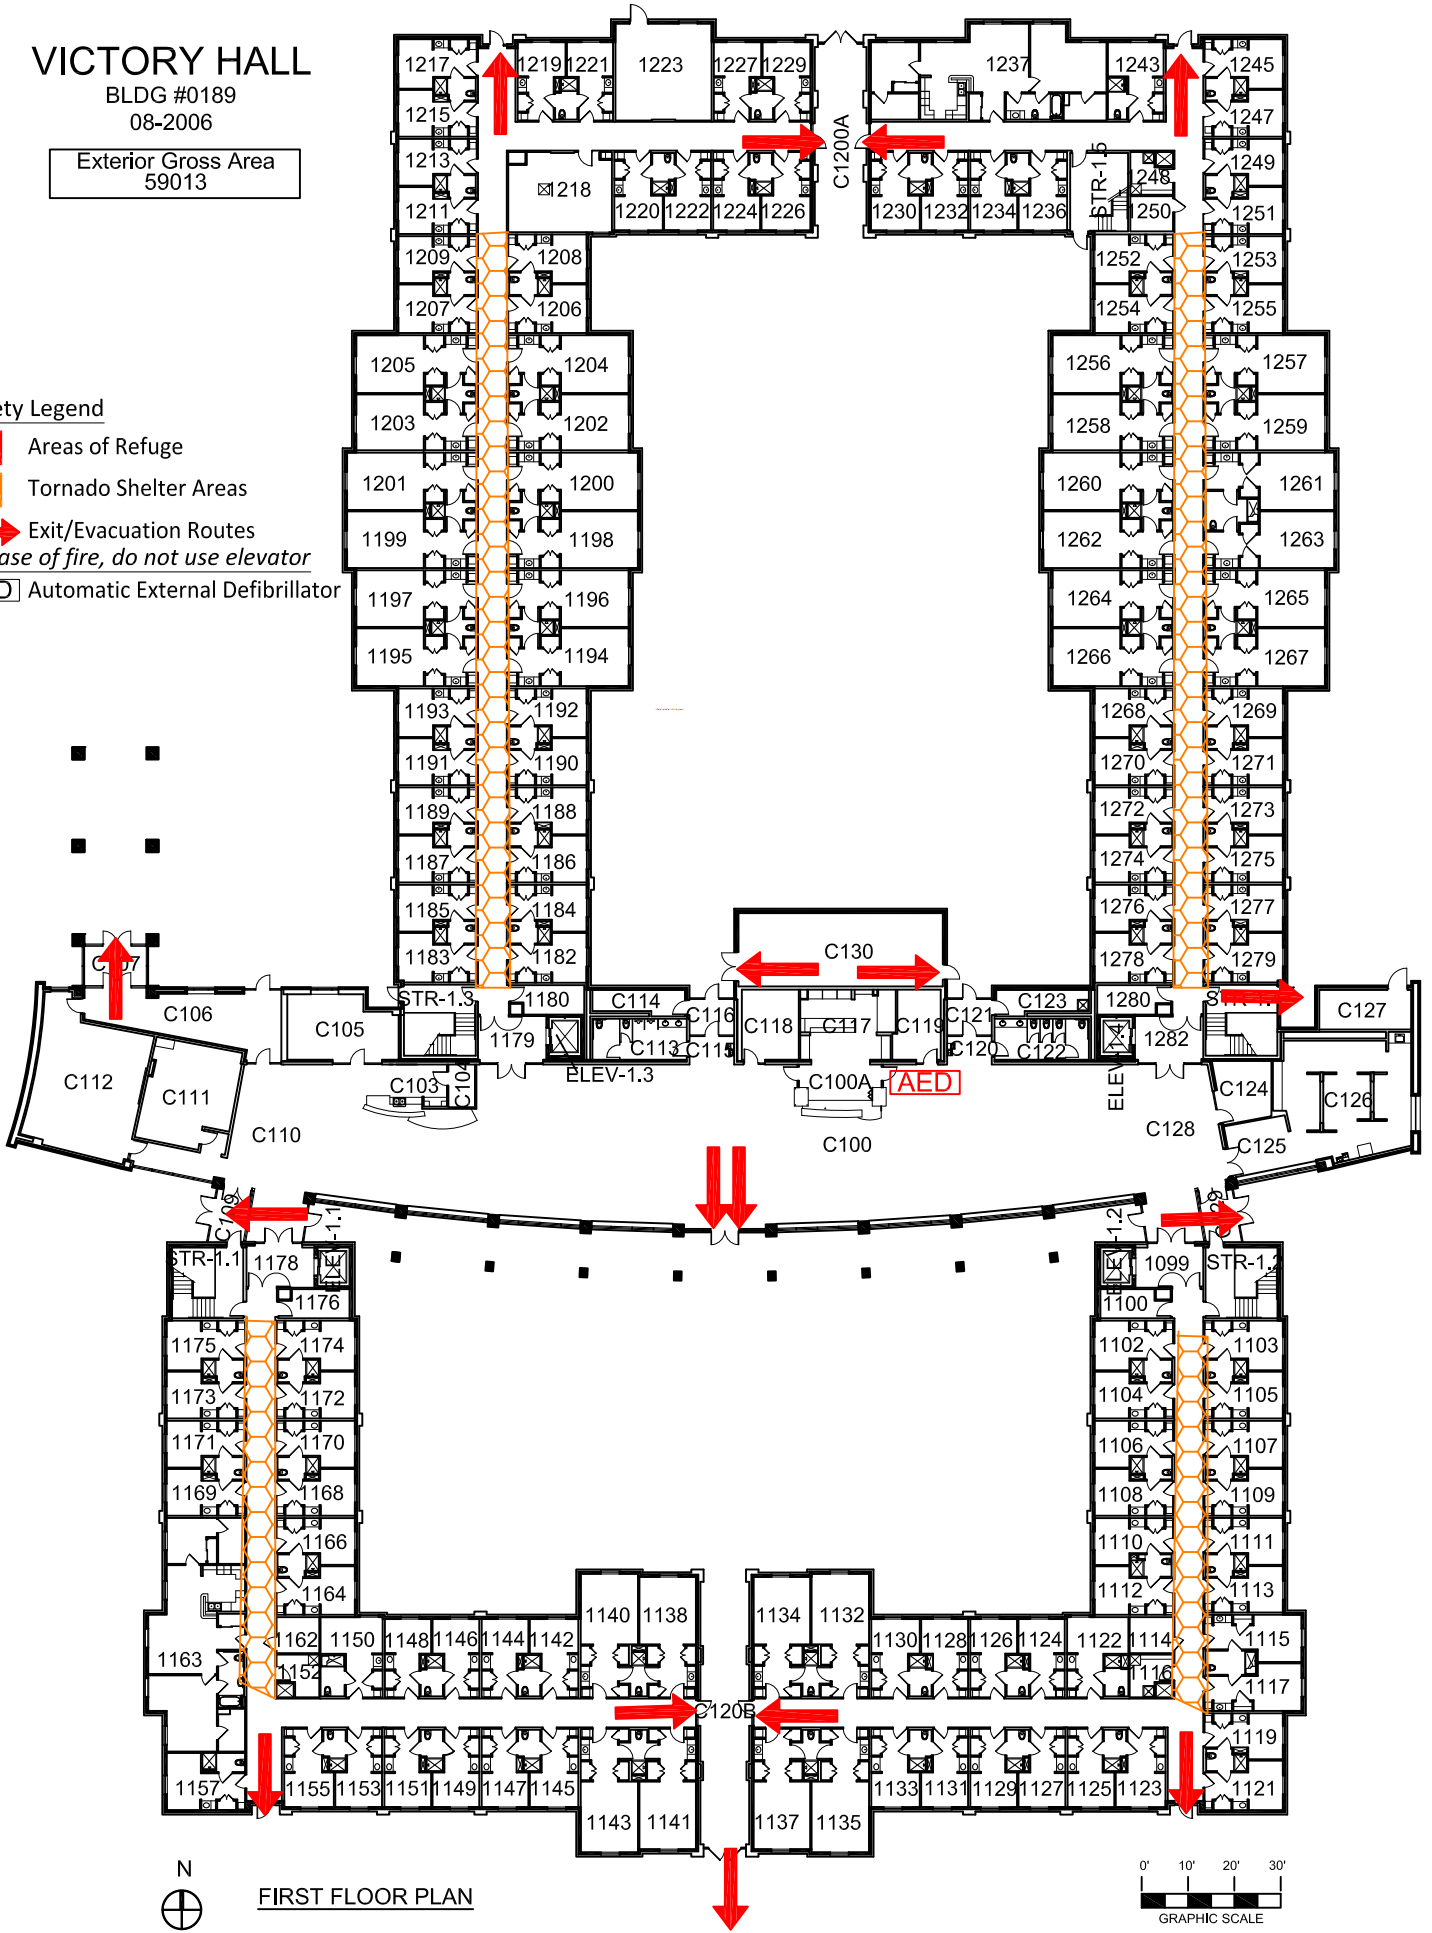 VICTORY HALL
BLDG #0189
08-2006
Exterior Gross Area
59013
ety Legend
Areas of Refuge
Tornado Shelter Areas
Exit/Evacuation Routes
ase of fire, do not use elevator
D Automatic External Defibrillator
1217 1219 1221 1223 1227 1229 1237 1243 1245
1215 1247
C1200A
1213 1218 STR-1.5 1248 1249
1211 1220 1222 1224 1226 1230 1232 1234 1236 1250 1251
1209 1208 1252 1253
1207 1206 1254 1255
1205 1204 1256 1257
1203 1202 1258 1259
1201 1200 1260 1261
1199 1198 1262 1263
1197 1196 1264 1265
1195 1194 1266 1267
1193 1192 1268 1269
1191 1190 1270 1271
1189 1188 1272 1273
1187 1186 1274 1275
1185 1184 1276 1277
1183 1182 C130 1278 1279
C106 STR-1.3 1180 C114 C116 C121 C123 1280 C127
C105 1179 C113 C115 C118 C117 C119 C120 C122 1282
C112 C111 C103 C104 ELEV-1.3 C100A AED C124 C126
C110 C100 C128 C125
STR-1.1 1178 1099 STR-1.2
1176 1100
1175 1174 1102 1103
1173 1172 1104 1105
1171 1170 1106 1107
1169 1168 1108 1109
1166 1110 1111
1164 1112 1113
1140 1138 1134 1132
1162 1150 1148 1146 1144 1142 1130 1128 1126 1124 1122 1114 1115
1163 1152 1116 1117
C120B
1119
1157 1155 1153 1151 1149 1147 1145 1133 1131 1129 1127 1125 1123 1121
1143 1141 1137 1135
N
FIRST FLOOR PLAN
0' 10' 20' 30'
GRAPHIC SCALE